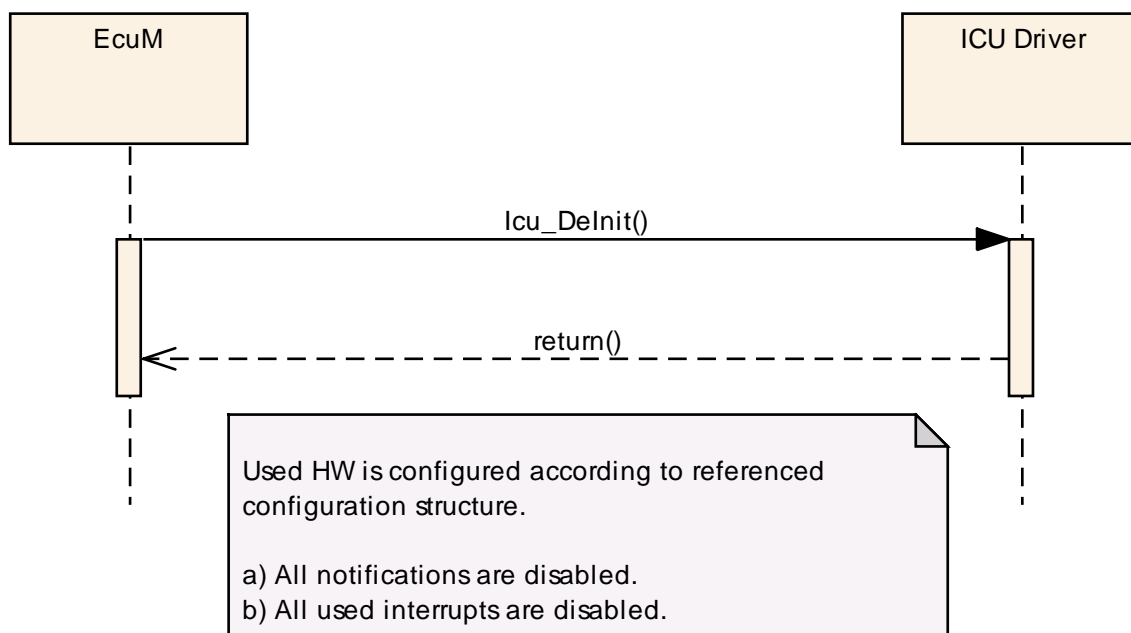 EcuM
ICU Driver
Icu_DeInit()
return()
Used HW is configured according to referenced
configuration structure.
a) All notifications are disabled.
b) All used interrupts are disabled.